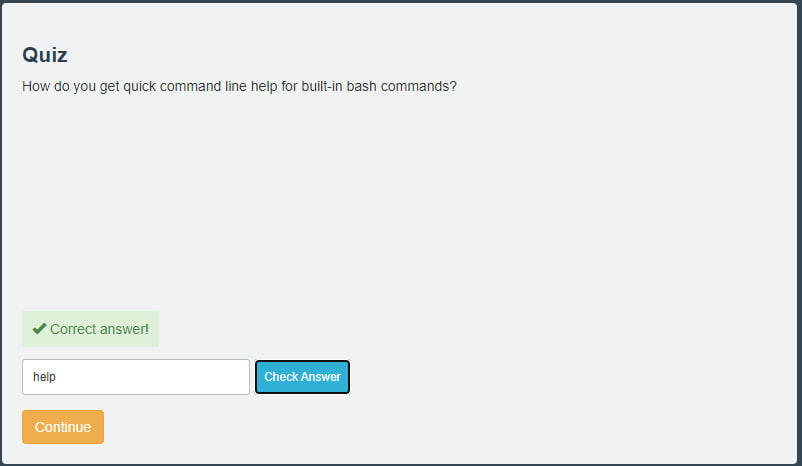 Quiz
How do you get quick command line help for built-in bash commands?
Correct answer!
help Check Answer
Continue